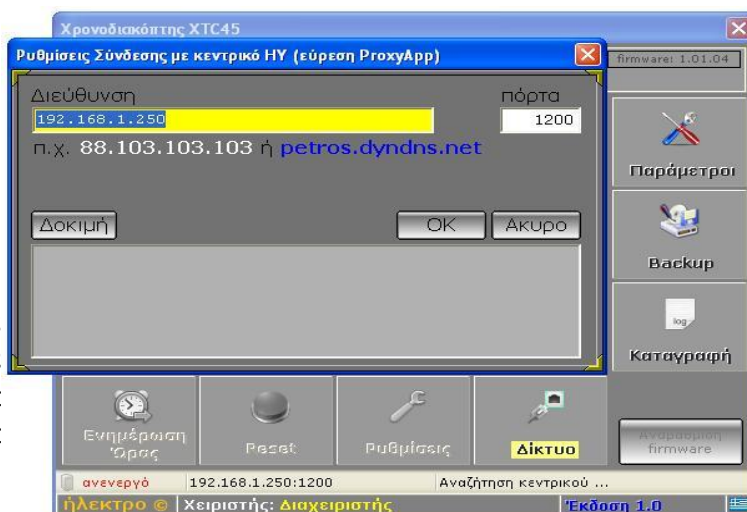 Χρονοδιακόπτης XTC45
Ρυθμίσεις Σύνδεσης με κεντρικό ΗΥ (εύρεση ProxyApp)
firmware: 1.01.04
Διεύθυνση
πόρτα
192.168.1.250
1200
π.χ. 88.103.103.103 ή petros.dyndns.net
Παράμετροι
Δοκιμή
OK
Ακυρο
Backup
log
Καταγραφή
Ενημέρωση
Ώρας
Reset
Ρυθμίσεις
Δίκτυο
Αναβάθμιση
firmware
ανενεργό
192.168.1.250:1200
Αναζήτηση κεντρικού ...
ήλεκτρο © Χειριστής: Διαχειριστής
Έκδοση 1.0